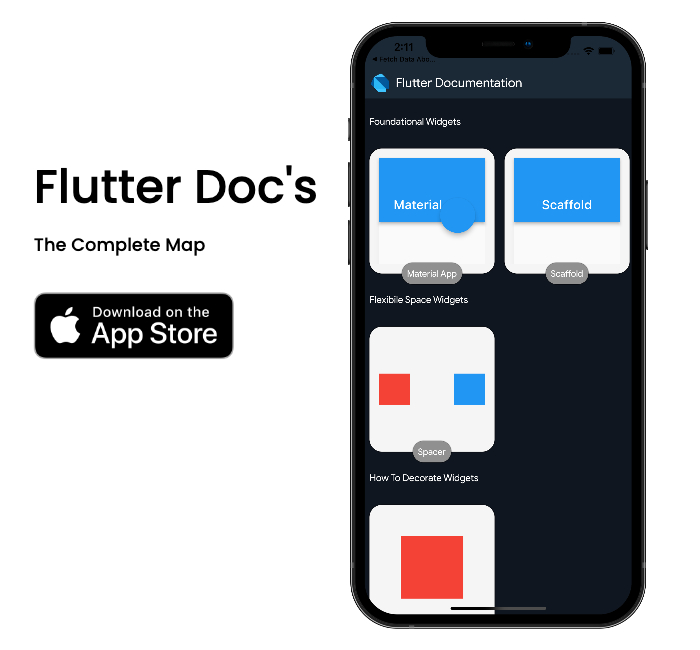 Flutter Doc's
The Complete Map
Download on the
App Store
2:11
Fetch Data Abo...
Flutter Documentation
Foundational Widgets
Material
Scaffold
Material App
Scaffold
Flexibile Space Widgets
Spacer
How To Decorate Widgets